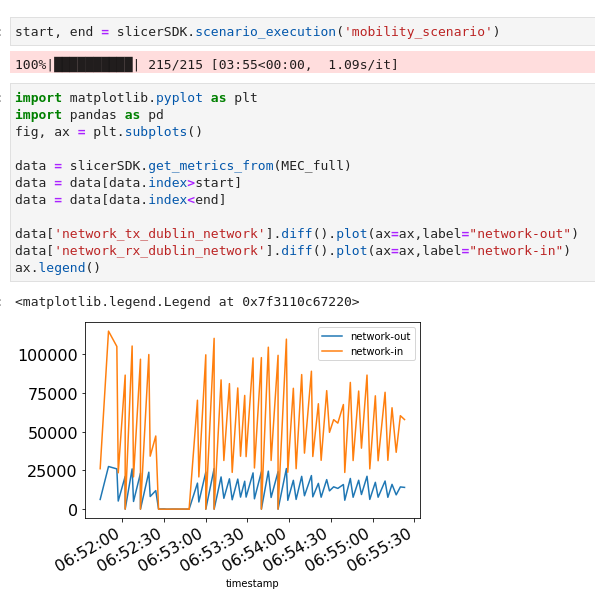 start, end = slicerSDK.scenario_execution('mobility_scenario')
100%|██████████| 215/215 [03:55<00:00,  1.09s/it]
import matplotlib.pyplot as plt
import pandas as pd
fig, ax = plt.subplots()
data = slicerSDK.get_metrics_from(MEC_full)
data = data[data.index>start]
data = data[data.index<end]
data['network_tx_dublin_network'].diff().plot(ax=ax,label="network-out")
data['network_rx_dublin_network'].diff().plot(ax=ax,label="network-in")
ax.legend()
<matplotlib.legend.Legend at 0x7f3110c67220>
network-out
network-in
100000
75000
50000
25000
0
06:52:00
06:52:30
06:53:00
06:53:30
06:54:00
06:54:30
06:55:00
06:55:30
timestamp